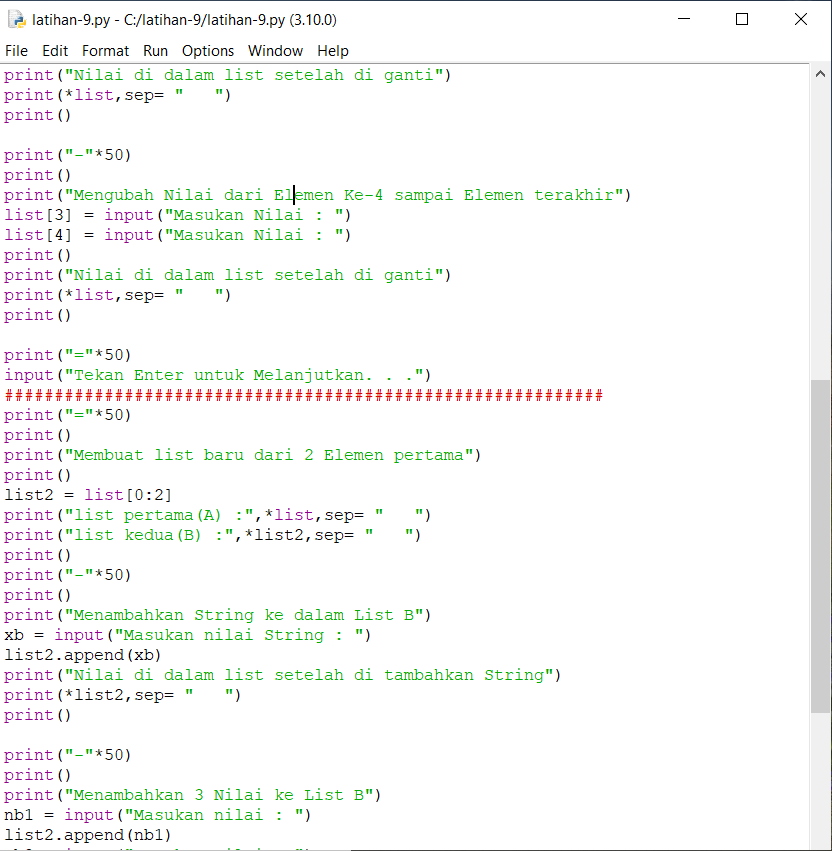 latihan-9.py - C:/latihan-9/latihan-9.py (3.10.0)
File Edit Format Run Options Window Help
print("Nilai di dalam list setelah di ganti")
print(*list,sep= "   ")
print()
print("-"*50)
print()
print("Mengubah Nilai dari Elemen Ke-4 sampai Elemen terakhir")
list[3] = input("Masukan Nilai : ")
list[4] = input("Masukan Nilai : ")
print()
print("Nilai di dalam list setelah di ganti")
print(*list,sep= "   ")
print()
print("="*50)
input("Tekan Enter untuk Melanjutkan. . .")
############################################################
print("="*50)
print()
print("Membuat list baru dari 2 Elemen pertama")
print()
list2 = list[0:2]
print("list pertama(A) :",*list,sep= "   ")
print("list kedua(B) :",*list2,sep= "   ")
print()
print("-"*50)
print()
print("Menambahkan String ke dalam List B")
xb = input("Masukan nilai String : ")
list2.append(xb)
print("Nilai di dalam list setelah di tambahkan String")
print(*list2,sep= "   ")
print()
print("-"*50)
print()
print("Menambahkan 3 Nilai ke List B")
nb1 = input("Masukan nilai : ")
list2.append(nb1)